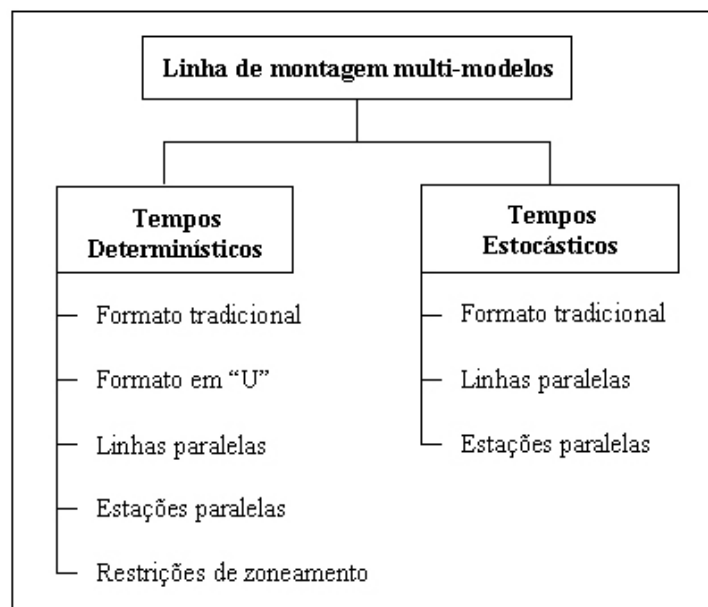 Linha de montagem multi-modelos
Tempos
Determinísticos
Formato tradicional
Formato em “U”
Linhas paralelas
Estações paralelas
Restrições de zoneamento
Tempos
Estocásticos
Formato tradicional
Linhas paralelas
Estações paralelas